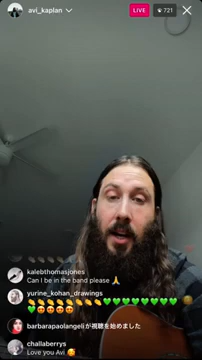 avi_kaplan
LIVE
721
kalebthomasjones
Can I be in the band please 🙏
yurine_kohan_drawings
👏👏👏👏👏👏👏👏💚💚💚💚💚💚💚
💚👏👏👏👏👏
barbarapaolangeliが視聴を始めました
challaberrys
Love you Avi 🥰